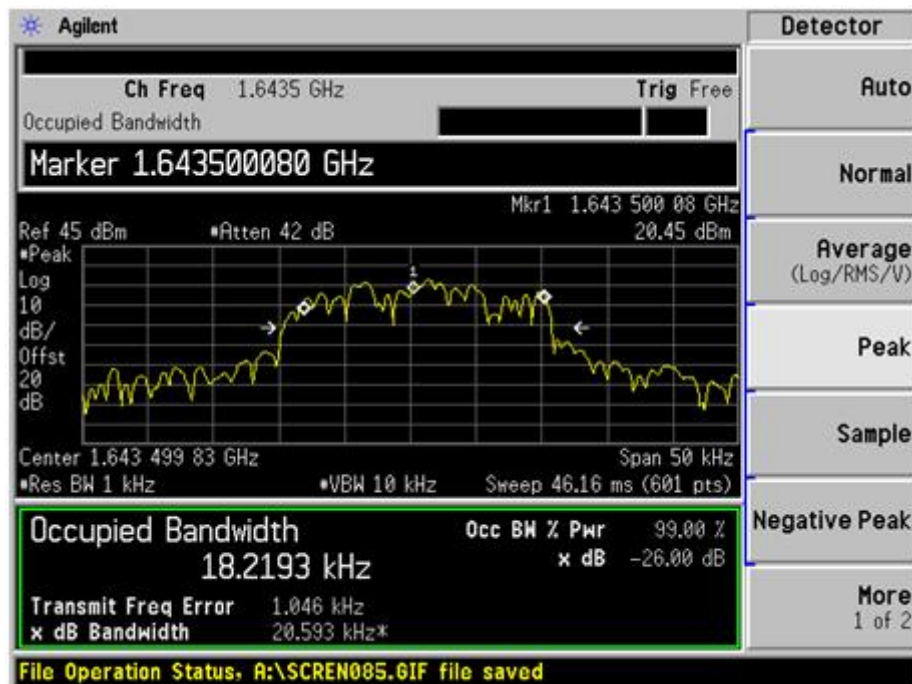 Agilent
Detector
Ch Freq 1.6435 GHz Trig Free
Occupied Bandwidth
Marker 1.643500080 GHz
Mkr1 1.643 500 08 GHz
Ref 45 dBm *Atten 42 dB 20.45 dBm
*Peak
Log
10
dB/
Offst
20
dB
1
Center 1.643 499 83 GHz Span 50 kHz
*Res BW 1 kHz *VBW 10 kHz Sweep 46.16 ms (601 pts)
Occupied Bandwidth Occ BW % Pwr 99.00 %
18.2193 kHz x dB -26.00 dB
Transmit Freq Error 1.046 kHz
x dB Bandwidth 20.593 kHz*
File Operation Status, A:\SCREN085.GIF file saved
Auto
Normal
Average
(Log/RMS/V)
Peak
Sample
Negative Peak
More
1 of 2